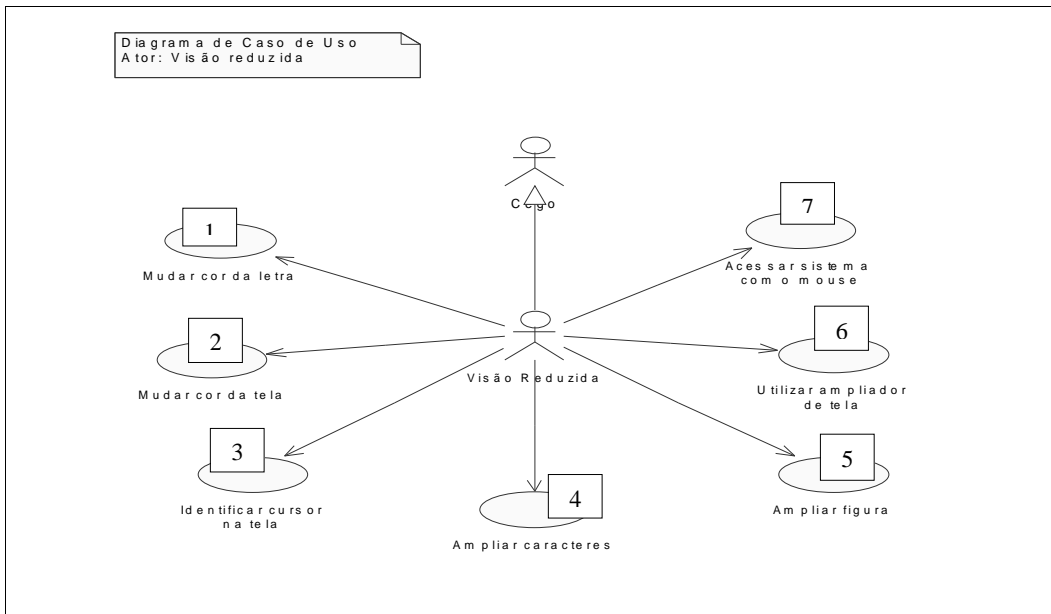 Diagrama de Caso de Uso
Ator: Visão reduzida
Cego
1
Mudar cor da letra
7
Acessar sistema
com o mouse
2
Mudar cor da tela
Visão Reduzida
6
Utilizar ampliador
de tela
3
Identificar cursor
na tela
4
Ampliar caracteres
5
Ampliar figura